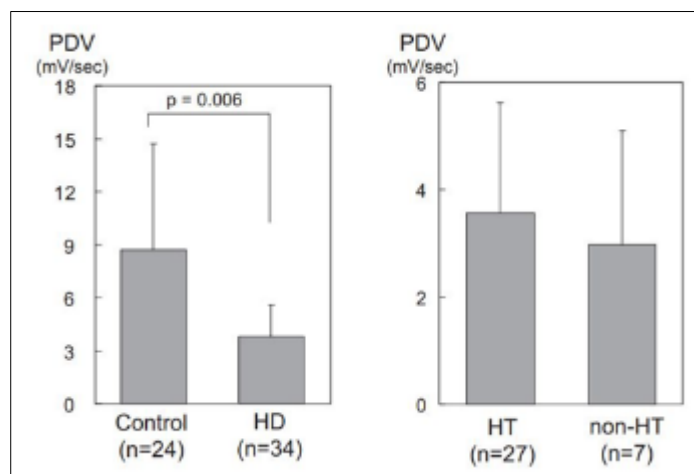 PDV
(mV/sec)
18
15
12
9
6
3
0
p = 0.006
Control
(n=24)
HD
(n=34)
PDV
(mV/sec)
6
4
2
0
HT
(n=27)
non-HT
(n=7)